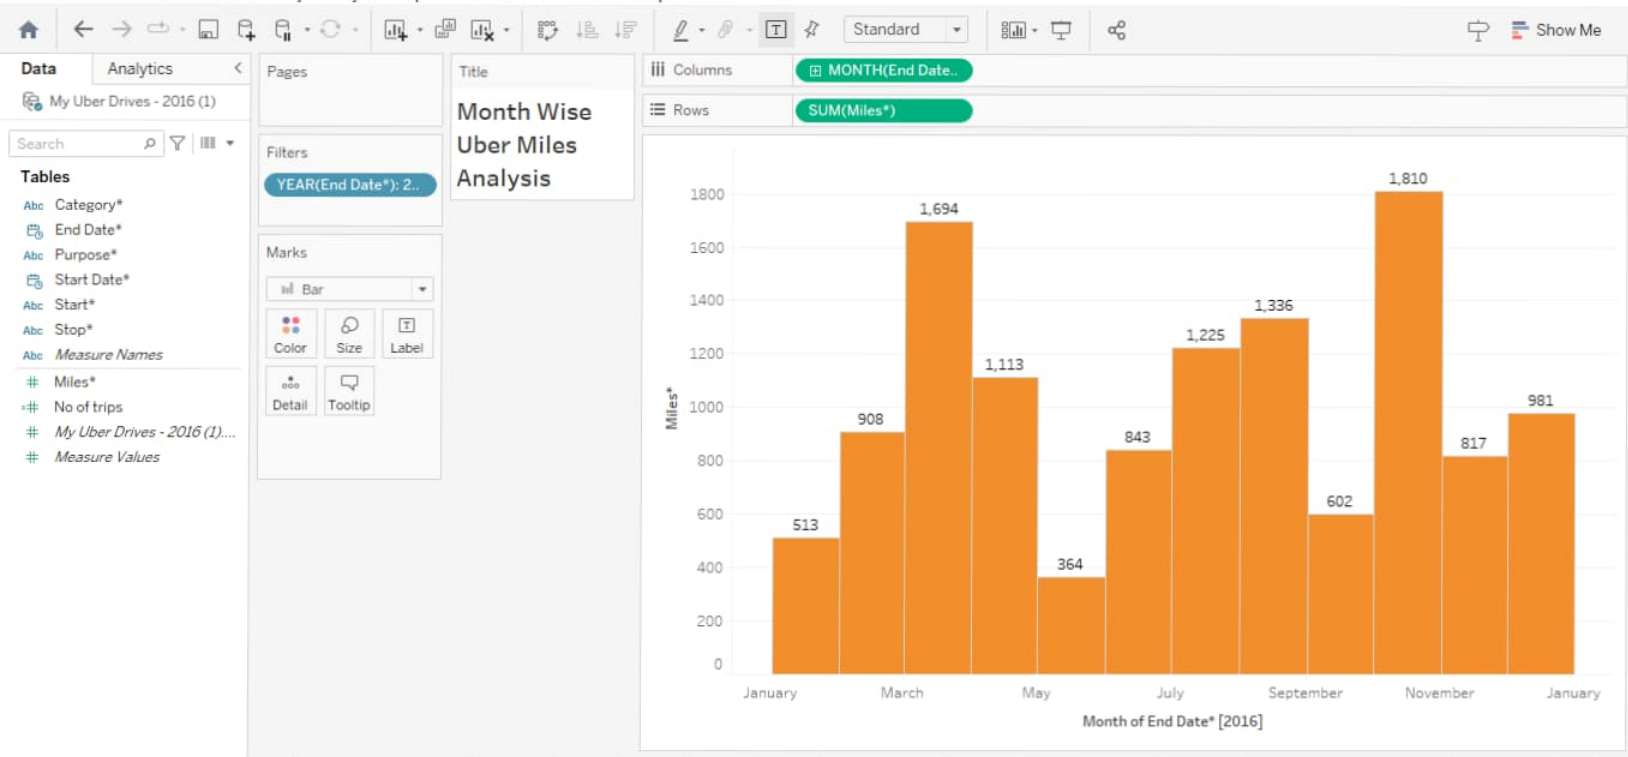 Standard
Show Me
Data
Analytics
My Uber Drives - 2016 (1)
Search
Tables
Abc Category*
End Date*
Abc Purpose*
Start Date*
Abc Start*
Abc Stop*
Abc Measure Names
# Miles*
=# No of trips
# My Uber Drives - 2016 (1)....
# Measure Values
Pages
Filters
YEAR(End Date*): 2..
Marks
Bar
Color
Size
T
Label
Detail
Tooltip
Title
Month Wise
Uber Miles
Analysis
Columns
MONTH(End Date..
Rows
SUM(Miles*)
Miles*
1800
1600
1400
1200
1000
800
600
400
200
0
513
908
1,694
1,113
364
843
1,225
1,336
602
1,810
817
981
January
March
May
July
September
November
January
Month of End Date* [2016]